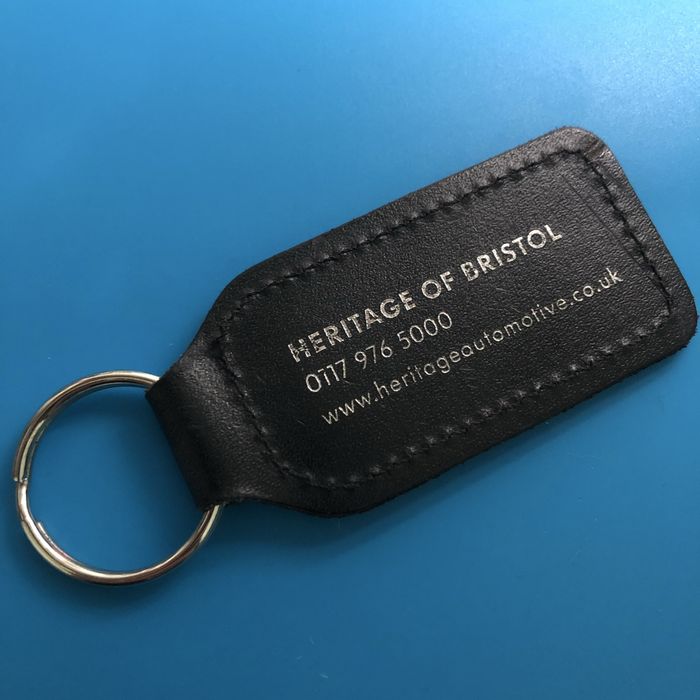 HERITAGE OF BRISTOL
0117 976 5000
www.heritageautomotive.co.uk